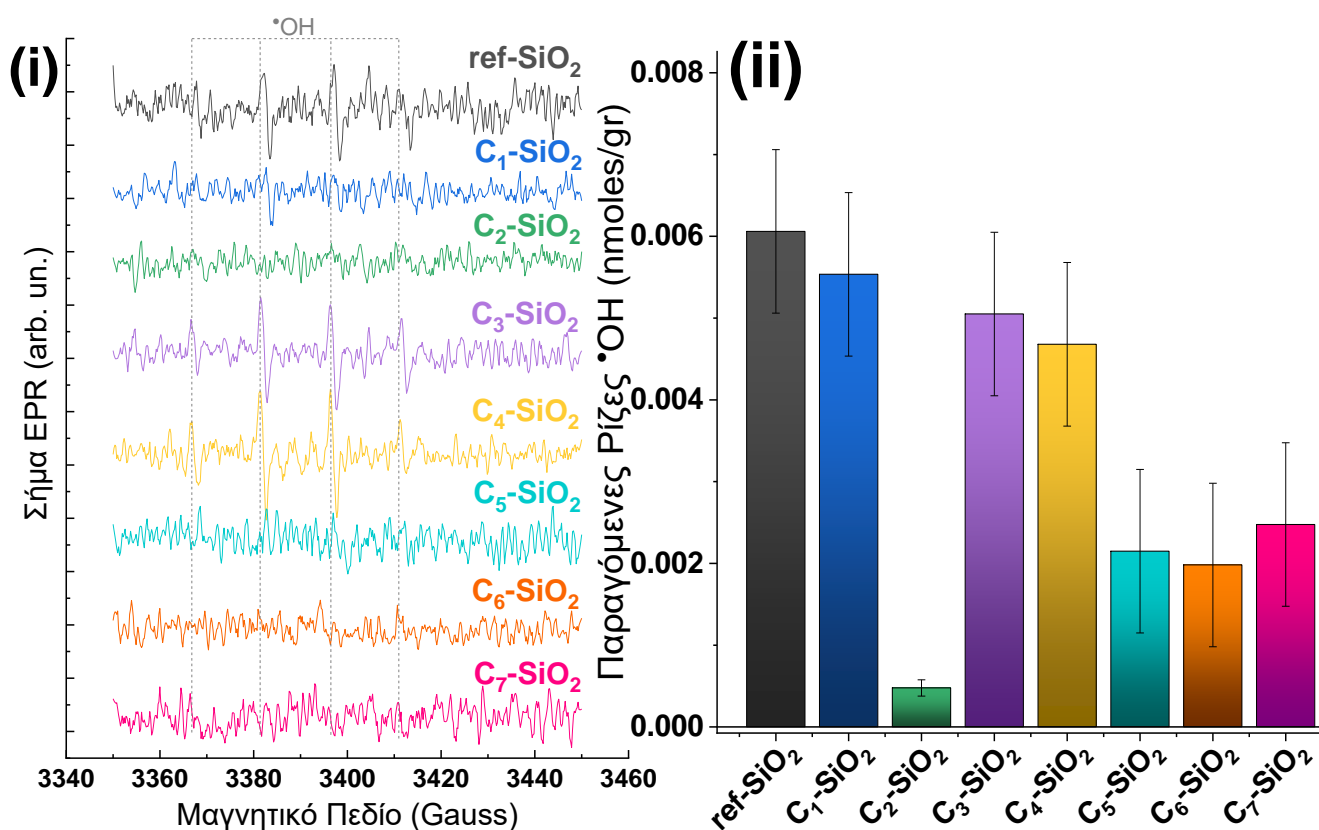 (i)
•OH
ref-SiO₂
C₁-SiO₂
C₂-SiO₂
C₃-SiO₂
C₄-SiO₂
C₅-SiO₂
C₆-SiO₂
C₇-SiO₂
Σήμα EPR (arb. un.)
3340 3360 3380 3400 3420 3440 3460
Μαγνητικό Πεδίο (Gauss)
(ii)
Παραγόμενες Ρίζες •OH (nmoles/gr)
0.008
0.006
0.004
0.002
0.000
ref-SiO₂
C₁-SiO₂
C₂-SiO₂
C₃-SiO₂
C₄-SiO₂
C₅-SiO₂
C₆-SiO₂
C₇-SiO₂